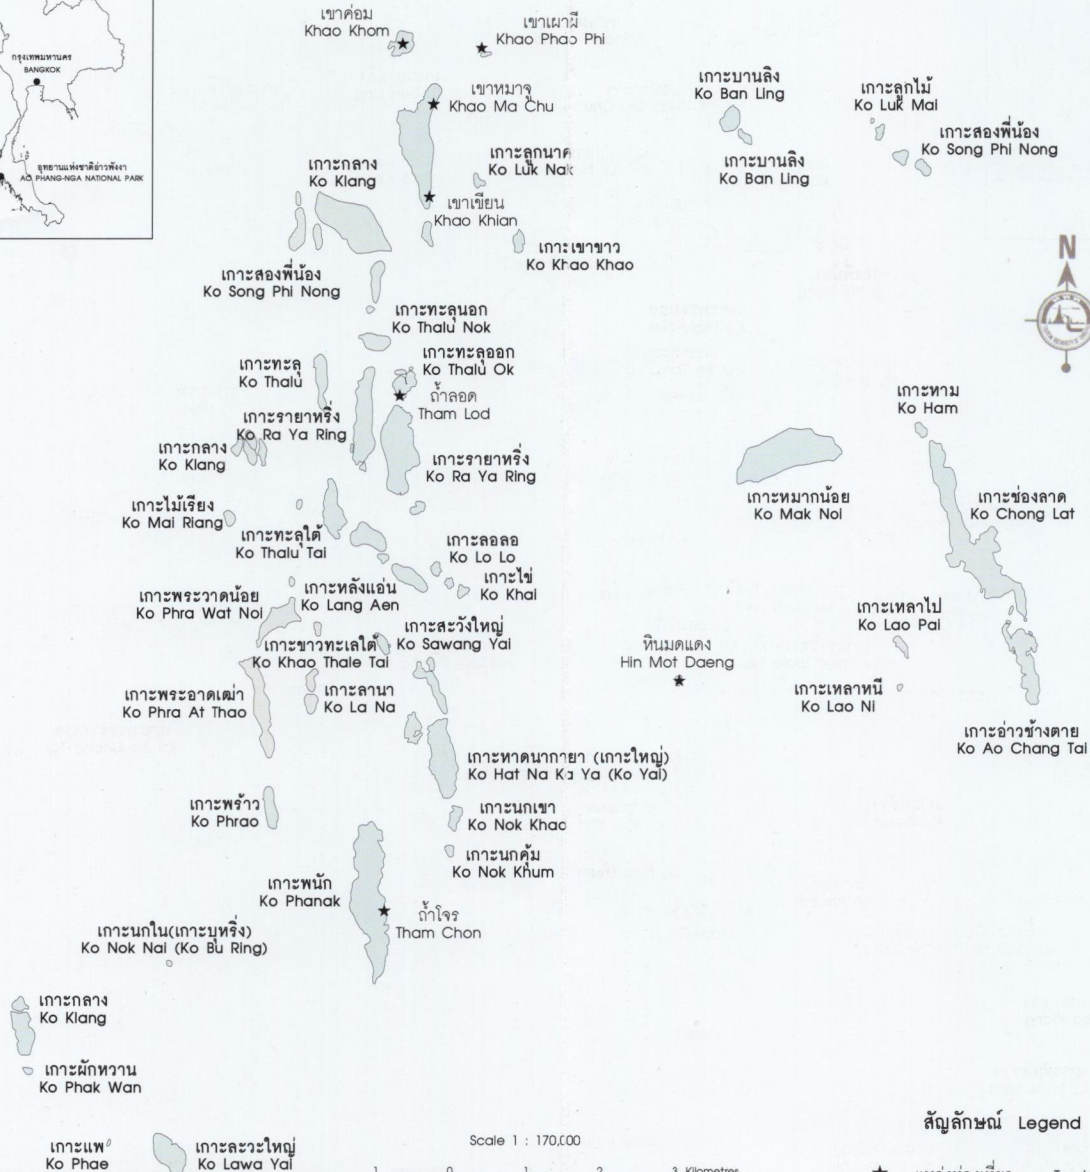 กรุงเทพมหานคร
BANGKOK
อุทยานแห่งชาติอ่าวพังงา
AO PHANG-NGA NATIONAL PARK
เขาค่อม
Khao Khom
เขาเผาผี
Khao Phao Phi
เขาหมาจู
Khao Ma Chu
เกาะบานลิง
Ko Ban Ling
เกาะลูกไม้
Ko Luk Mai
เกาะสองพี่น้อง
Ko Song Phi Nong
เกาะบานลิง
Ko Ban Ling
เกาะกลาง
Ko Klang
เกาะลูกนาค
Ko Luk Nak
เขาเขียน
Khao Khian
เกาะเขาขาว
Ko Khao Khao
N
เกาะสองพี่น้อง
Ko Song Phi Nong
เกาะทะลุนอก
Ko Thalu Nok
เกาะทะลุ
Ko Thalu
เกาะทะลุออก
Ko Thalu Ok
ถ้ำลอด
Tham Lod
เกาะรายาหริ่ง
Ko Ra Ya Ring
เกาะกลาง
Ko Klang
เกาะรายาหริ่ง
Ko Ra Ya Ring
เกาะหาม
Ko Ham
เกาะหมากน้อย
Ko Mak Noi
เกาะช่องลาด
Ko Chong Lat
เกาะไม้เรียง
Ko Mai Riang
เกาะทะลุใต้
Ko Thalu Tai
เกาะลอลอ
Ko Lo Lo
เกาะไข่
Ko Khai
เกาะพระวาดน้อย
Ko Phra Wat Noi
เกาะหลังแอ่น
Ko Lang Aen
เกาะขาวทะเลใต้
Ko Khao Thale Tai
เกาะสะวังใหญ่
Ko Sawang Yai
หินมดแดง
Hin Mot Daeng
เกาะเหลาไป
Ko Lao Pai
เกาะเหลาหนี
Ko Lao Ni
เกาะพระอาดเฒ่า
Ko Phra At Thao
เกาะลานา
Ko La Na
เกาะอ่าวช้างตาย
Ko Ao Chang Tai
เกาะหาดนากายา (เกาะใหญ่)
Ko Hat Na Ka Ya (Ko Yai)
เกาะพร้าว
Ko Phrao
เกาะนกเขา
Ko Nok Khao
เกาะนกคุ้ม
Ko Nok Khum
เกาะพนัก
Ko Phanak
ถ้ำโจร
Tham Chon
เกาะนกใน(เกาะบุหริ่ง)
Ko Nok Nai (Ko Bu Ring)
เกาะกลาง
Ko Klang
เกาะผักหวาน
Ko Phak Wan
เกาะแพ
Ko Phae
เกาะละวะใหญ่
Ko Lawa Yai
Scale 1 : 170,000
1 0 1 2 3 Kilometres
สัญลักษณ์ Legend